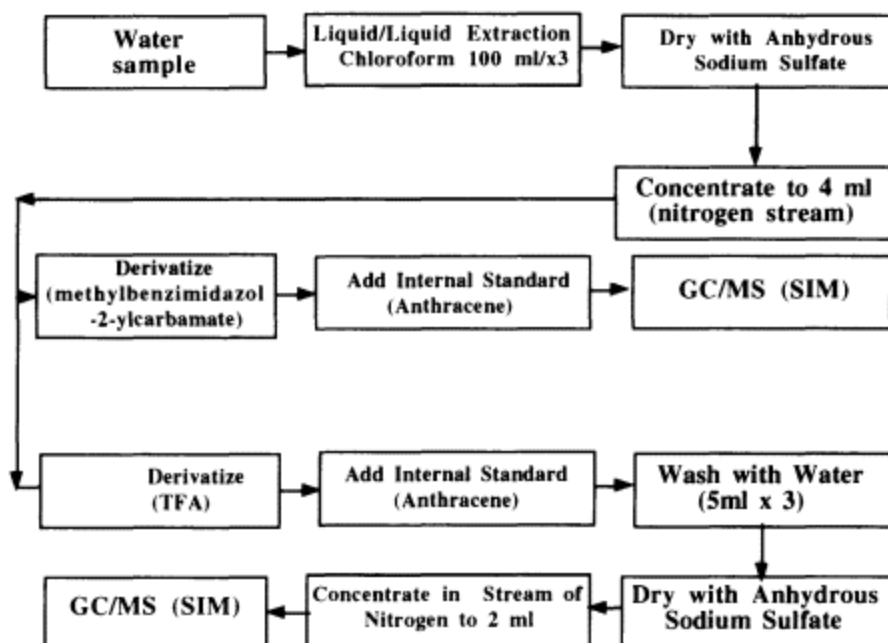 Water
sample
Liquid/Liquid Extraction
Chloroform 100 ml/x3
Dry with Anhydrous
Sodium Sulfate
Concentrate to 4 ml
(nitrogen stream)
Derivatize
(methylbenzimidazol
-2-ylcarbamate)
Add Internal Standard
(Anthracene)
GC/MS (SIM)
Derivatize
(TFA)
Add Internal Standard
(Anthracene)
Wash with Water
(5ml x 3)
Dry with Anhydrous
Sodium Sulfate
Concentrate in Stream of
Nitrogen to 2 ml
GC/MS (SIM)